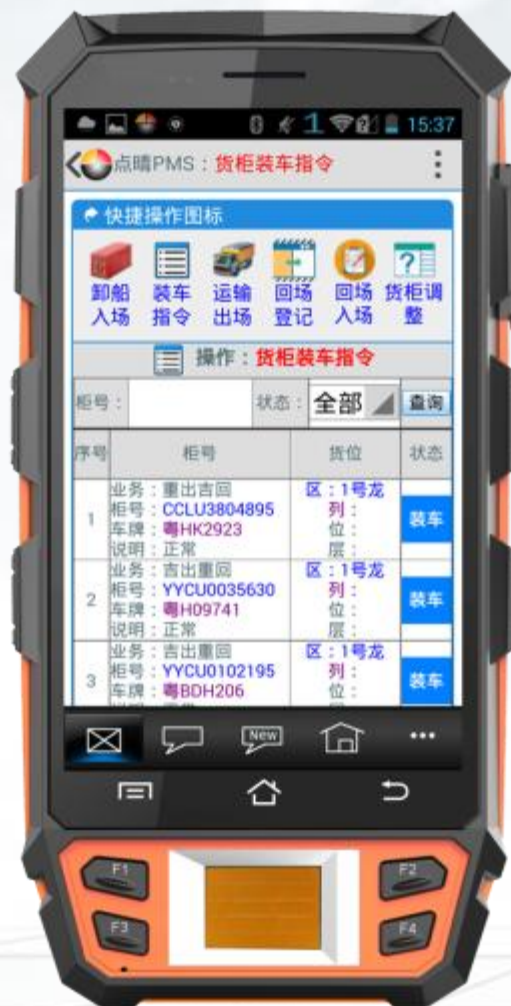 15:37
点晴PMS：货柜装车指令
快捷操作图标
卸船入场 装车指令 运输出场 回场登记 回场入场 货柜调整
操作：货柜装车指令
柜号： 状态：全部 查询
序号 柜号 货位 状态
1
业务：重出吉回
柜号：CCLU3804895
车牌：粤HK2923
说明：正常
区：1号龙
列：
位：
层：
装车
2
业务：吉出重回
柜号：YYCU0035630
车牌：粤H09741
说明：正常
区：1号龙
列：
位：
层：
装车
3
业务：吉出重回
柜号：YYCU0102195
车牌：粤BDH206
区：1号龙
列：
位：
装车
New
F1
F2
F3
F4